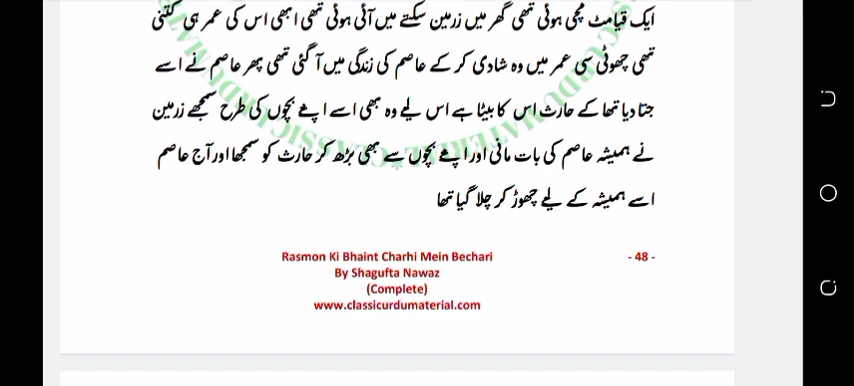 ایک قیامت مچی ہوئی تھی گھر میں زرمین سکتے میں آئی ہوئی تھی ابھی اس کی عمر ہی کتنی
تھی چھوٹی سی عمر میں وہ شادی کر کے عاصم کی زندگی میں آ گئی تھی پھر عاصم نے اسے
جتا دیا تھا کے حارث اس کا بیٹا ہے اس لیے وہ بھی اسے اپنے بچوں کی طرح سمجھے زرمین
نے ہمیشہ عاصم کی بات مانی اور اپنے بچوں سے بھی بڑھ کر حارث کو سمجھا اور آج عاصم
اسے ہمیشہ کے لیے چھوڑ کر چلا گیا تھا
Rasmon Ki Bhaint Charhi Mein Bechari - 48 -
By Shagufta Nawaz
(Complete)
www.classicurdumaterial.com